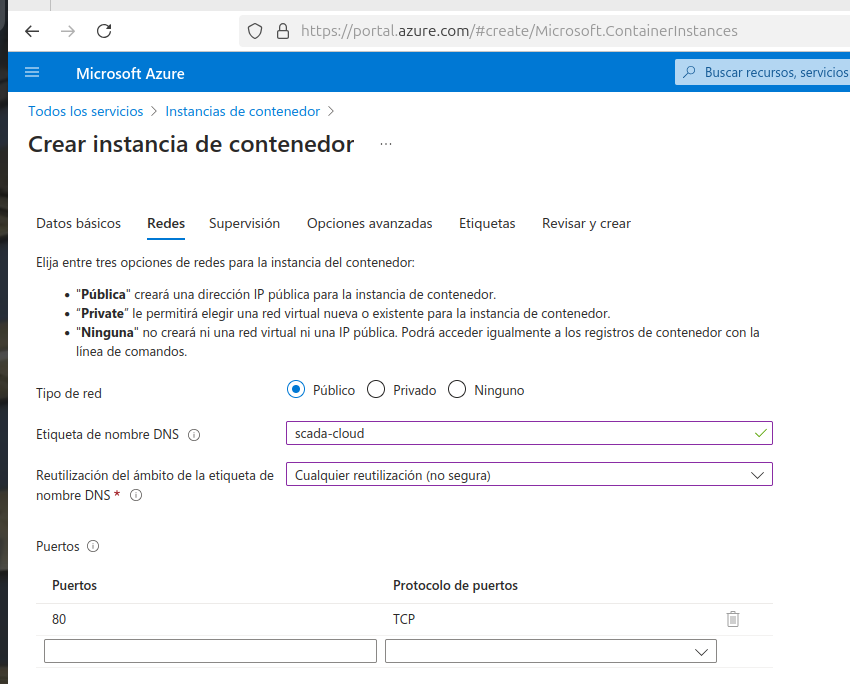 https://portal.azure.com/#create/Microsoft.ContainerInstances
Microsoft Azure
Buscar recursos, servicios
Todos los servicios > Instancias de contenedor >
Crear instancia de contenedor ...
Datos básicos Redes Supervisión Opciones avanzadas Etiquetas Revisar y crear
Elija entre tres opciones de redes para la instancia del contenedor:
• "Pública" creará una dirección IP pública para la instancia de contenedor.
• "Private" le permitirá elegir una red virtual nueva o existente para la instancia de contenedor.
• "Ninguna" no creará ni una red virtual ni una IP pública. Podrá acceder igualmente a los registros de contenedor con la
línea de comandos.
Tipo de red
Público Privado Ninguno
Etiqueta de nombre DNS
scada-cloud
Reutilización del ámbito de la etiqueta de
nombre DNS *
Cualquier reutilización (no segura)
Puertos
Puertos Protocolo de puertos
80 TCP